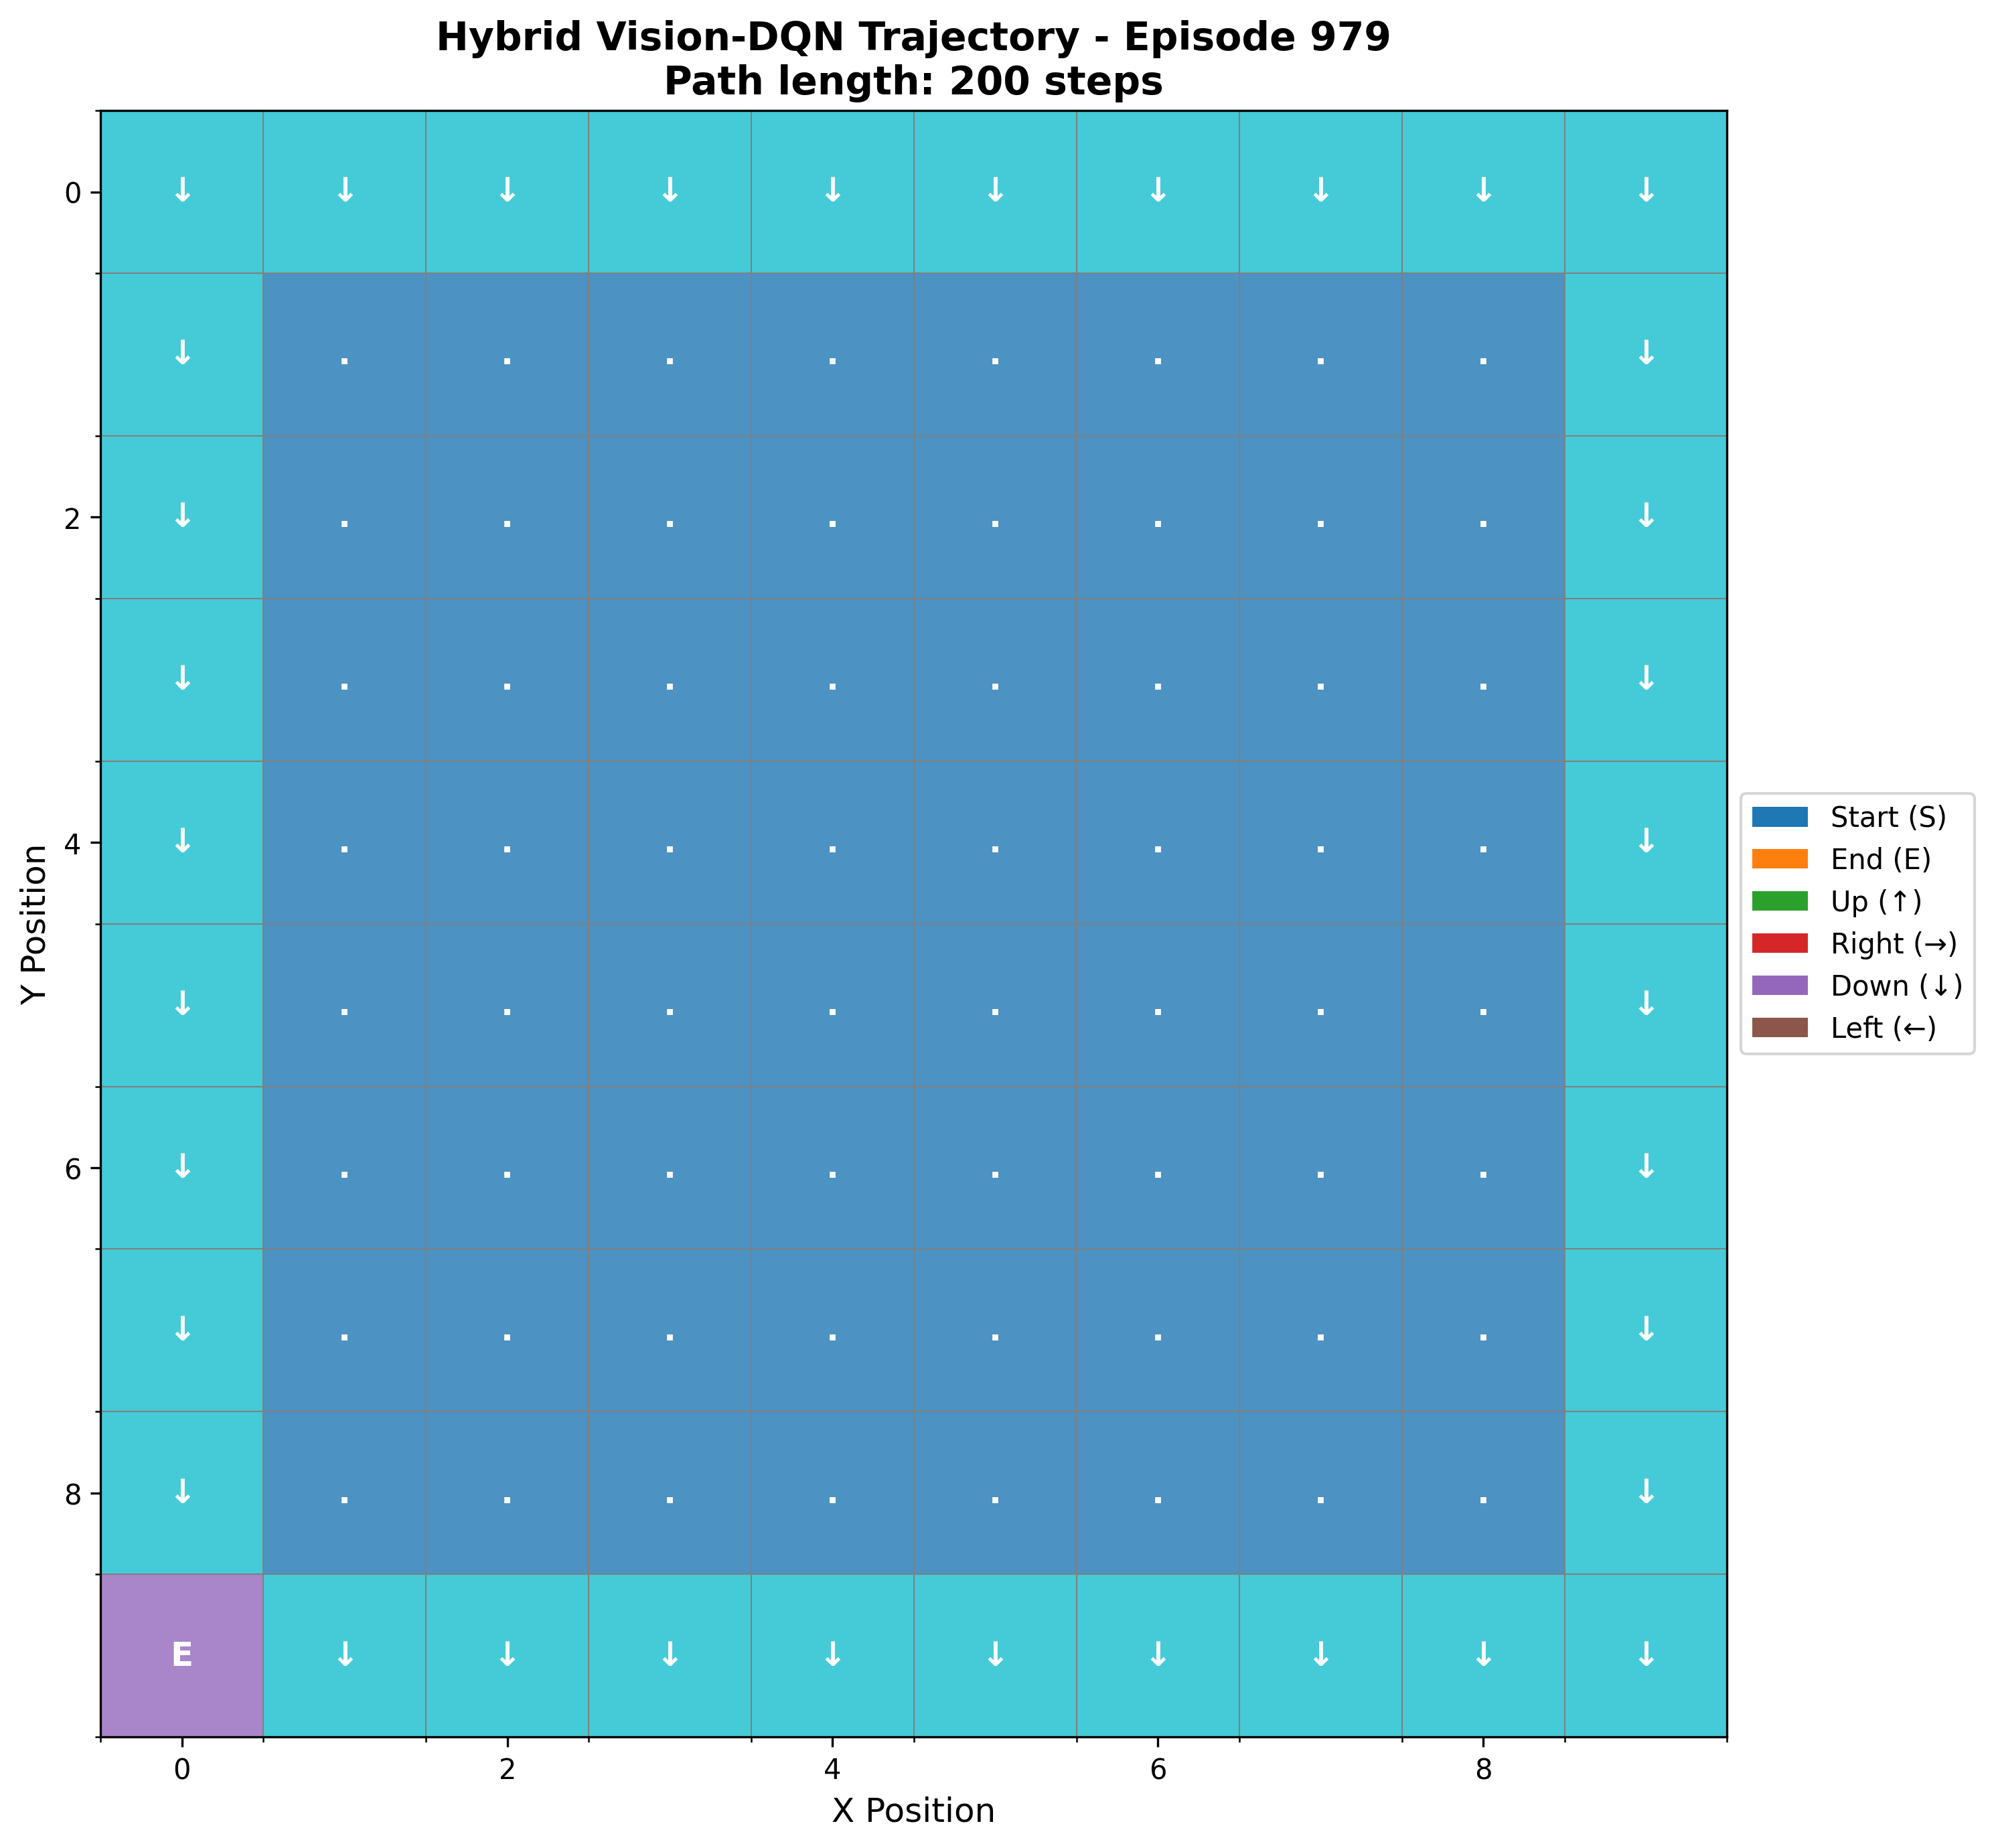 Hybrid Vision-DQN Trajectory - Episode 979
Path length: 200 steps
0 ↓ ↓ ↓ ↓ ↓ ↓ ↓ ↓ ↓ ↓
↓ . . . . . . . . ↓
2 ↓ . . . . . . . . ↓
↓ . . . . . . . . ↓
4 ↓ . . . . . . . . ↓
↓ . . . . . . . . ↓
6 ↓ . . . . . . . . ↓
↓ . . . . . . . . ↓
8 ↓ . . . . . . . . ↓
E ↓ ↓ ↓ ↓ ↓ ↓ ↓ ↓ ↓
0 2 4 6 8
X Position
Y Position
Start (S)
End (E)
Up (↑)
Right (→)
Down (↓)
Left (←)